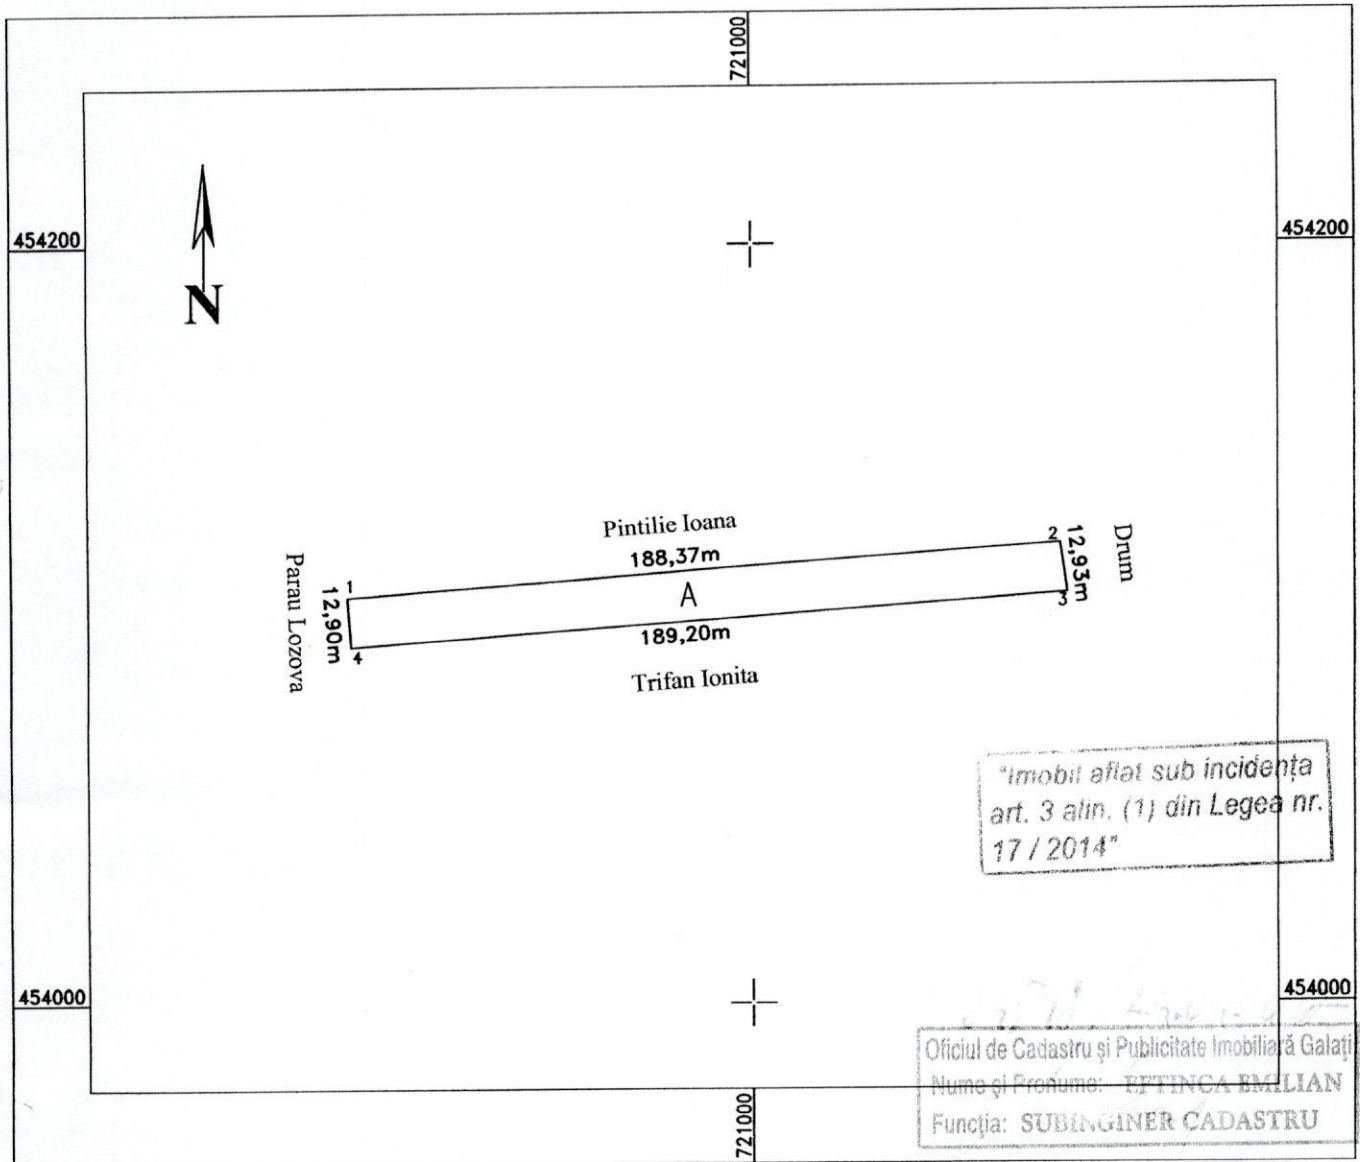 721000
454200
454200
N
Pintilie Ioana
188,37m
2
12,93m
Drum
1
A
3
Parau Lozova
12,90m
4
189,20m
Trifan Ionita
"Imobil aflat sub incidența
art. 3 alin. (1) din Legea nr.
17 / 2014"
454000
454000
Oficiul de Cadastru și Publicitate Imobiliară Galați
Nume și Pronume: EFTINCA EMILIAN
Funcția: SUBINGINER CADASTRU
721000